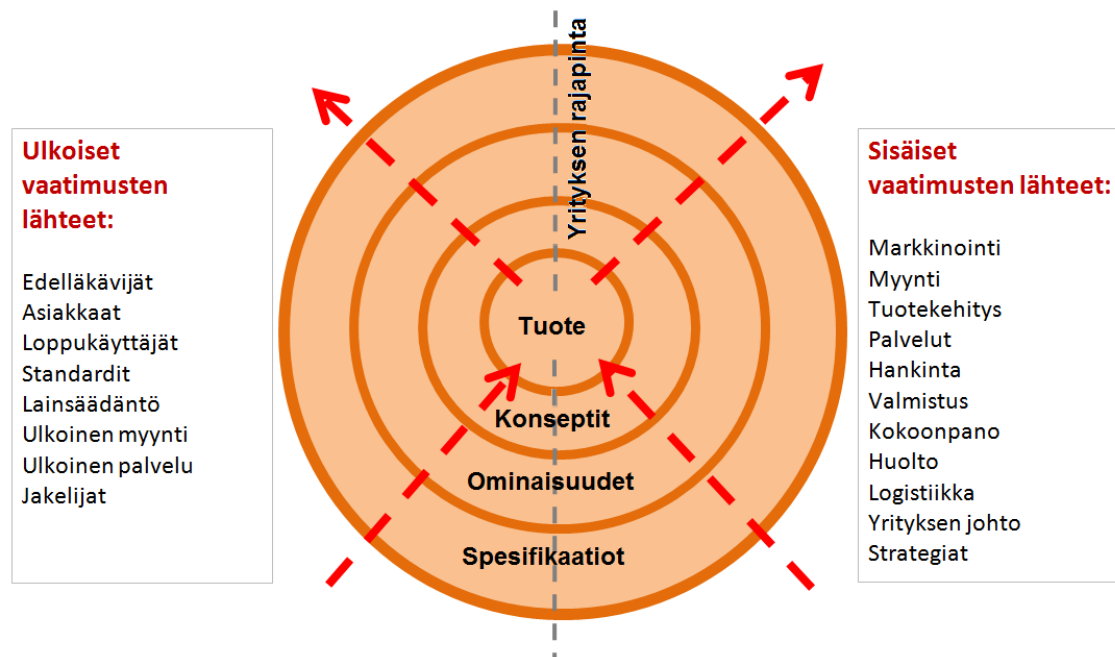 Yrityksen rajapinta
Ulkoiset
vaatimusten
lähteet:
Edelläkävijät
Asiakkaat
Loppukäyttäjät
Standardit
Lainsäädäntö
Ulkoinen myynti
Ulkoinen palvelu
Jakelijat
Tuote
Konseptit
Ominaisuudet
Spesifikaatiot
Sisäiset
vaatimusten lähteet:
Markkinointi
Myynti
Tuotekehitys
Palvelut
Hankinta
Valmistus
Kokoonpano
Huolto
Logistiikka
Yrityksen johto
Strategiat